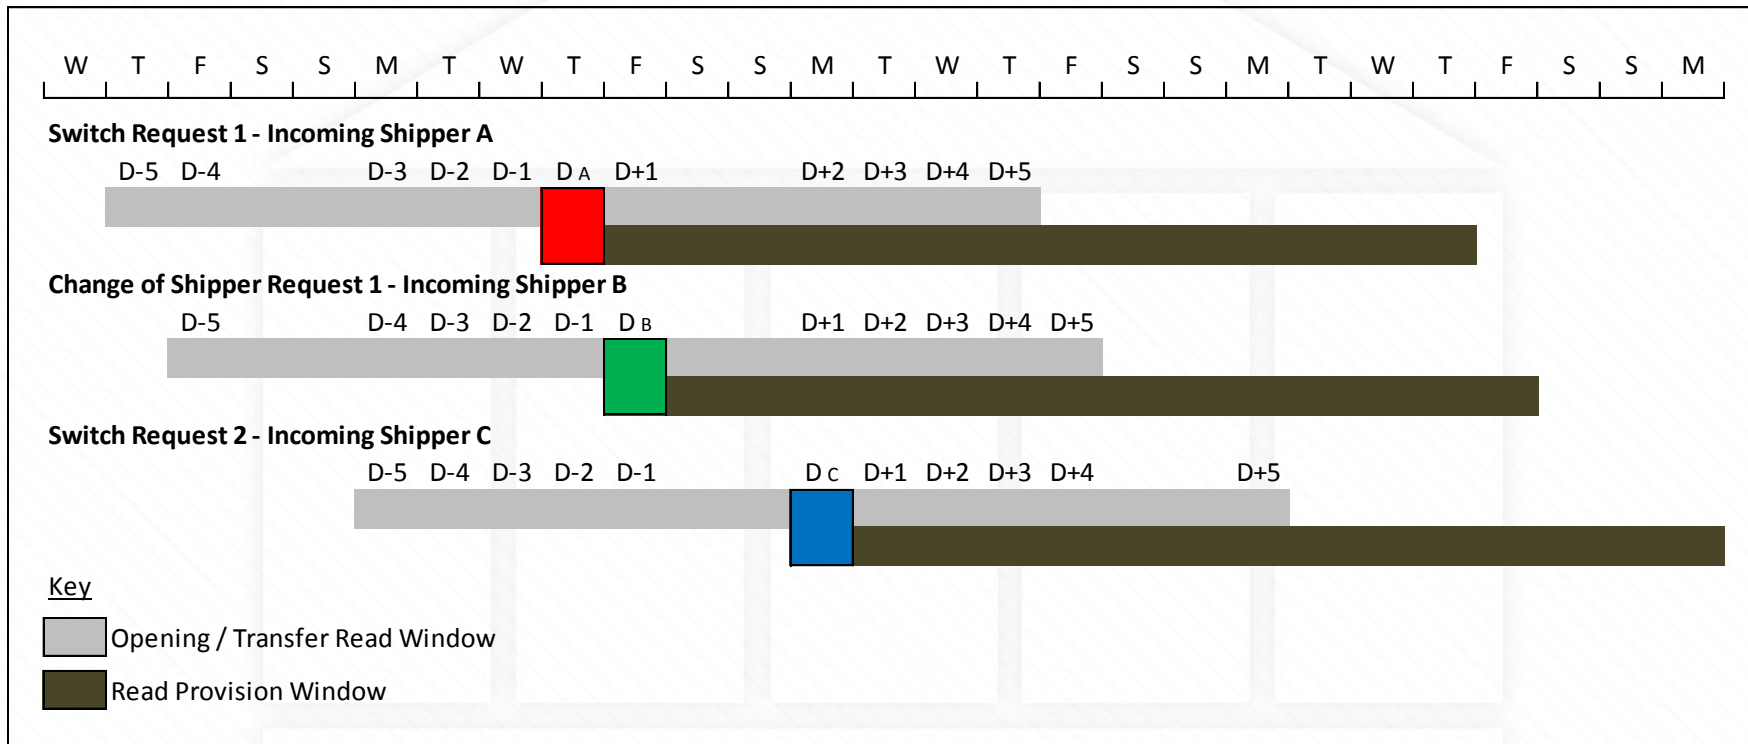 W T F S S M T W T F S S M T W T F S S M T W T F S S M
Switch Request 1 - Incoming Shipper A
D-5 D-4 D-3 D-2 D-1 D A D+1 D+2 D+3 D+4 D+5
Change of Shipper Request 1 - Incoming Shipper B
D-5 D-4 D-3 D-2 D-1 D B D+1 D+2 D+3 D+4 D+5
Switch Request 2 - Incoming Shipper C
D-5 D-4 D-3 D-2 D-1 D C D+1 D+2 D+3 D+4 D+5
Key
Opening / Transfer Read Window
Read Provision Window